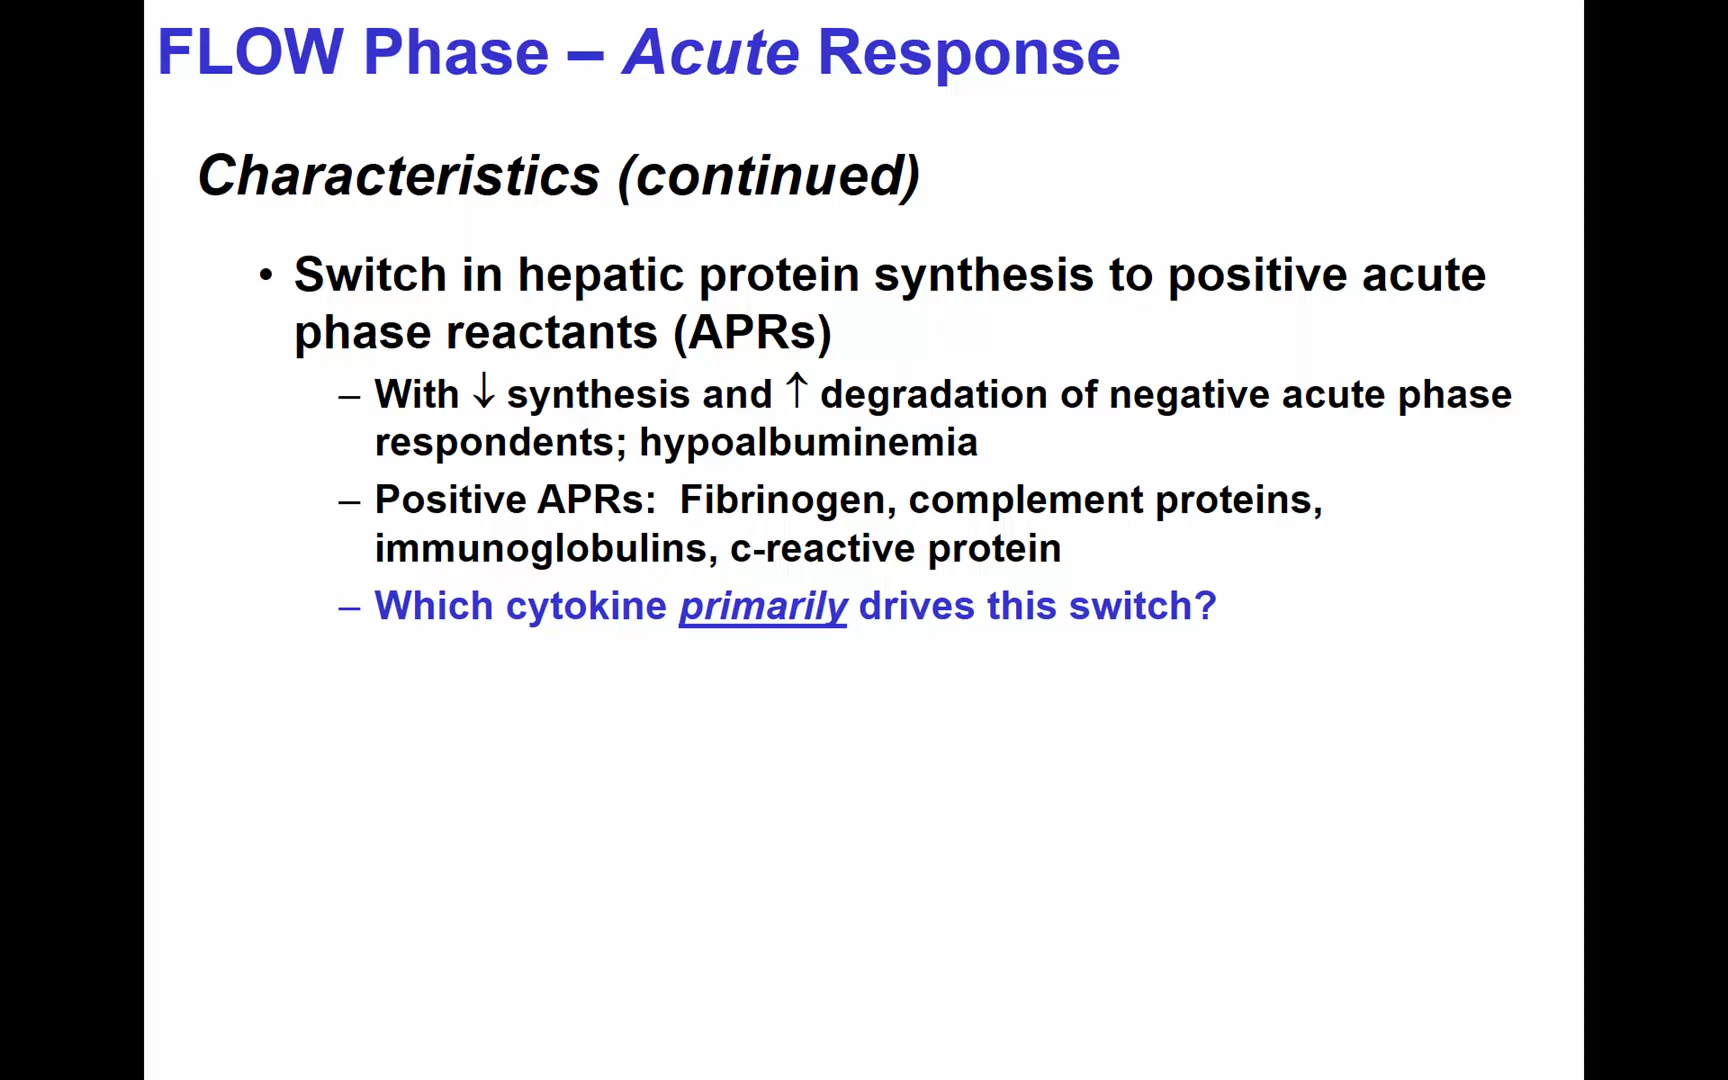 FLOW Phase – Acute Response
Characteristics (continued)
• Switch in hepatic protein synthesis to positive acute
phase reactants (APRs)
– With ↓ synthesis and ↑ degradation of negative acute phase
respondents; hypoalbuminemia
– Positive APRs:  Fibrinogen, complement proteins,
immunoglobulins, c-reactive protein
– Which cytokine primarily drives this switch?